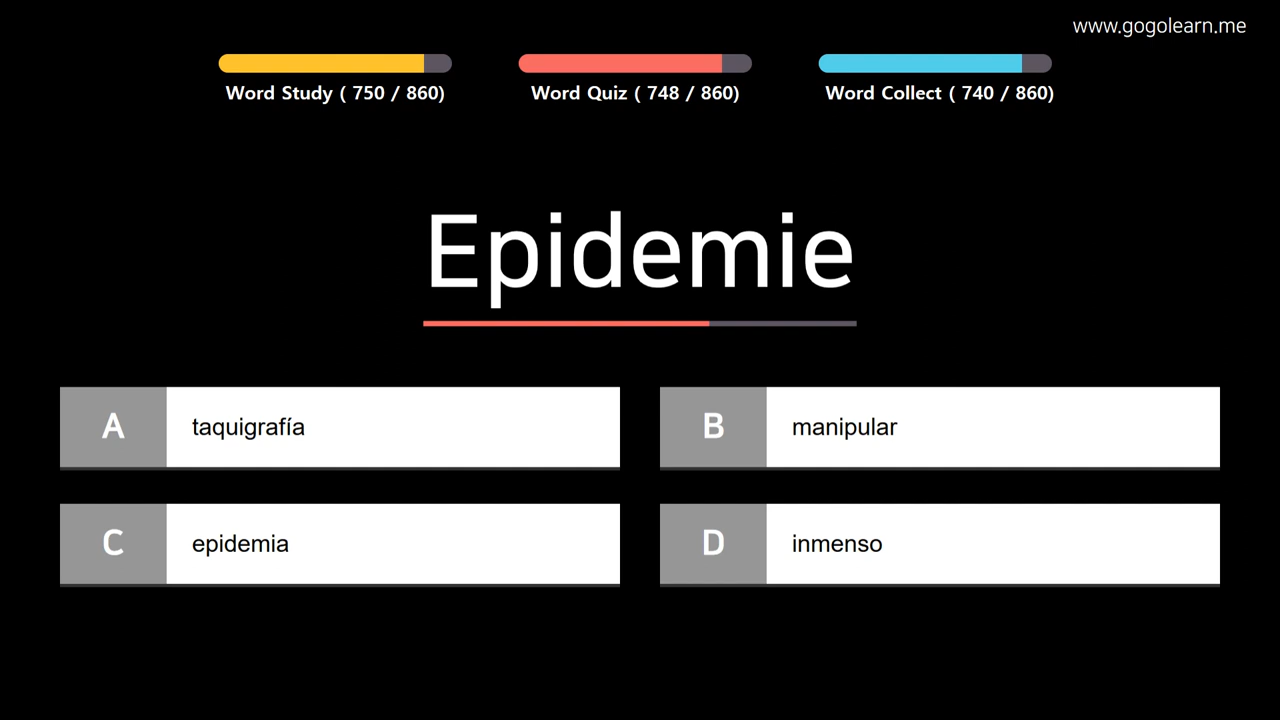 www.gogolearn.me
Word Study ( 750 / 860)
Word Quiz ( 748 / 860)
Word Collect ( 740 / 860)
Epidemie
A taquigrafía
B manipular
C epidemia
D inmenso